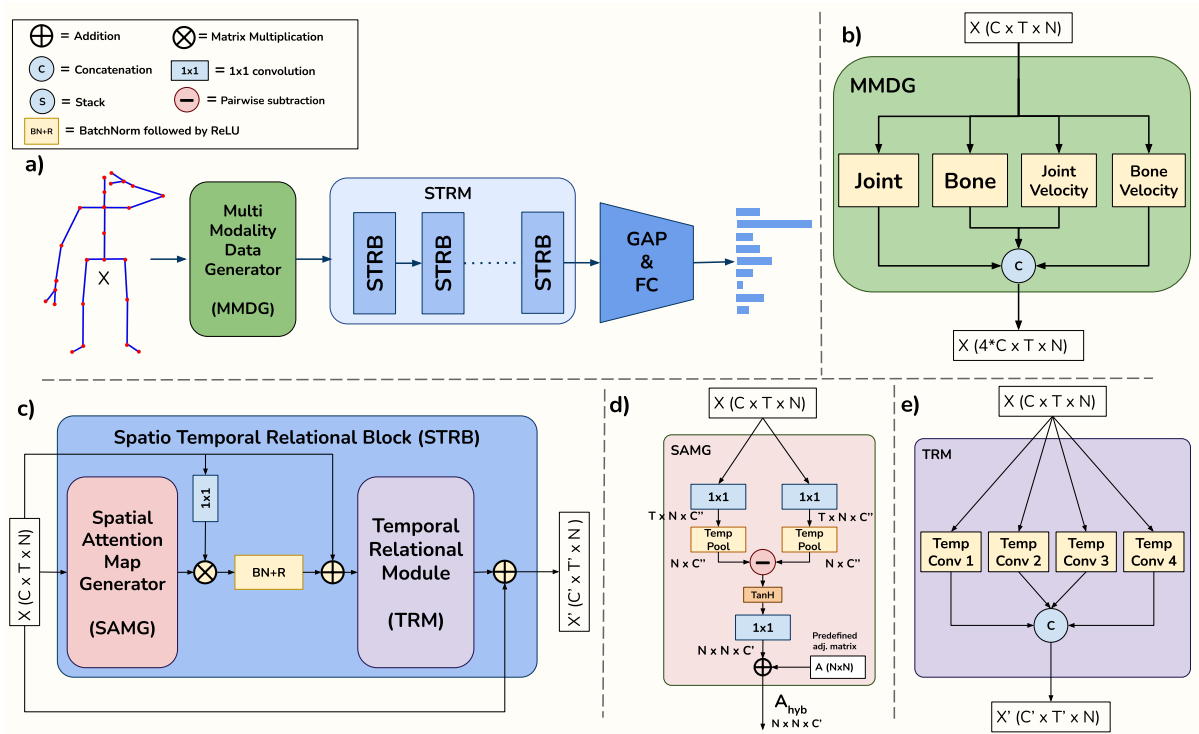 = Addition
= Matrix Multiplication
C
= Concatenation
1x1
= 1x1 convolution
S
= Stack
= Pairwise subtraction
BN+R
= BatchNorm followed by ReLU
a)
X
Multi
Modality
Data
Generator
(MMDG)
STRM
STRB
STRB
STRB
GAP
&
FC
b)
X (C x T x N)
MMDG
Joint
Bone
Joint
Velocity
Bone
Velocity
C
X (4*C x T x N)
c)
Spatio Temporal Relational Block (STRB)
X (C x T x N)
Spatial
Attention
Map
Generator
(SAMG)
1x1
BN+R
Temporal
Relational
Module
(TRM)
X' (C' x T' x N )
d)
X (C x T x N)
SAMG
1x1
1x1
T x N x C''
T x N x C''
Temp
Pool
Temp
Pool
N x C''
N x C''
TanH
1x1
N x N x C'
Predefined
adj. matrix
A (NxN)
Ahyb
N x N x C'
e)
X (C x T x N)
TRM
Temp
Conv 1
Temp
Conv 2
Temp
Conv 3
Temp
Conv 4
C
X' (C' x T' x N)